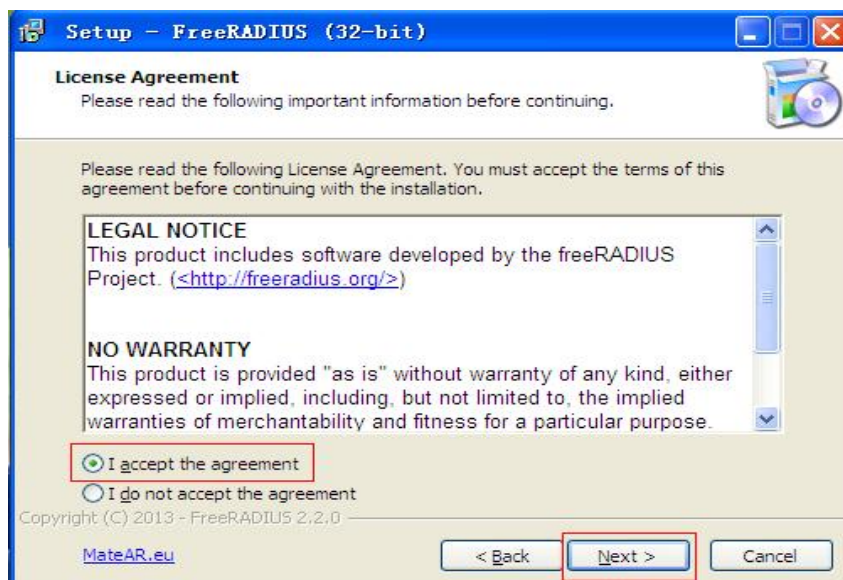 Setup - FreeRADIUS (32-bit)
License Agreement
Please read the following important information before continuing.
Please read the following License Agreement. You must accept the terms of this
agreement before continuing with the installation.
LEGAL NOTICE
This product includes software developed by the freeRADIUS
Project. (<http://freeradius.org/>)
NO WARRANTY
This product is provided "as is" without warranty of any kind, either
expressed or implied, including, but not limited to, the implied
warranties of merchantability and fitness for a particular purpose.
I accept the agreement
I do not accept the agreement
Copyright (C) 2013 - FreeRADIUS 2.2.0
MateAR.eu
< Back
Next >
Cancel